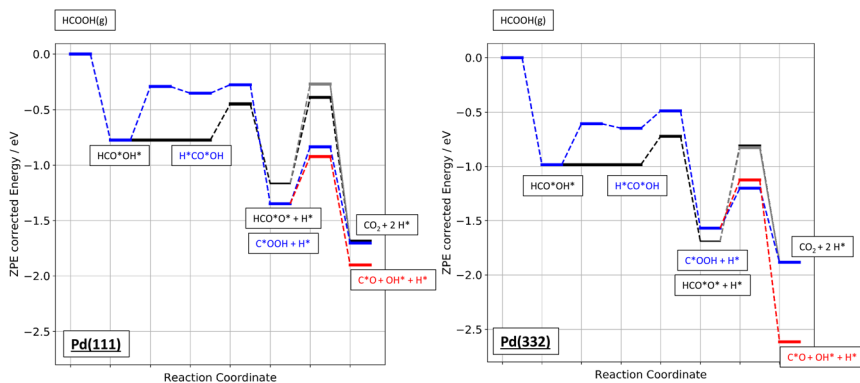 HCOOH(g)
ZPE corrected Energy / eV
0.0
−0.5
−1.0
−1.5
−2.0
−2.5
HCO*OH*
H*CO*OH
HCO*O* + H*
C*OOH + H*
CO₂ + 2 H*
C*O + OH* + H*
Pd(111)
Reaction Coordinate
HCOOH(g)
ZPE corrected Energy / eV
0.0
−0.5
−1.0
−1.5
−2.0
−2.5
HCO*OH*
H*CO*OH
C*OOH + H*
HCO*O* + H*
CO₂ + 2 H*
C*O + OH* + H*
Pd(332)
Reaction Coordinate